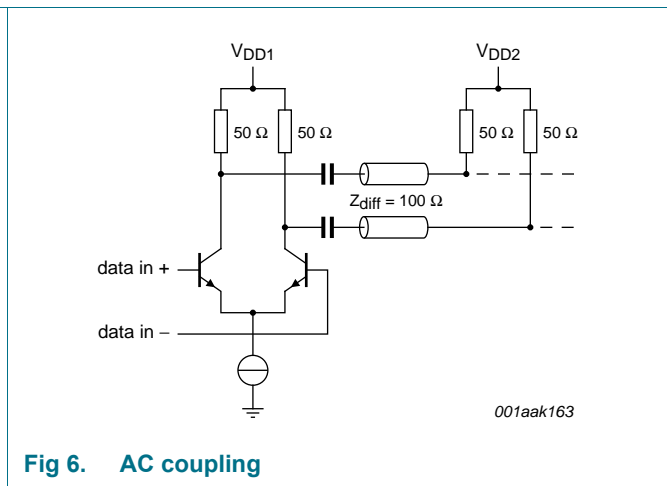 VDD1
VDD2
50 Ω
50 Ω
50 Ω
50 Ω
Zdiff = 100 Ω
data in +
data in −
001aak163
Fig 6. AC coupling